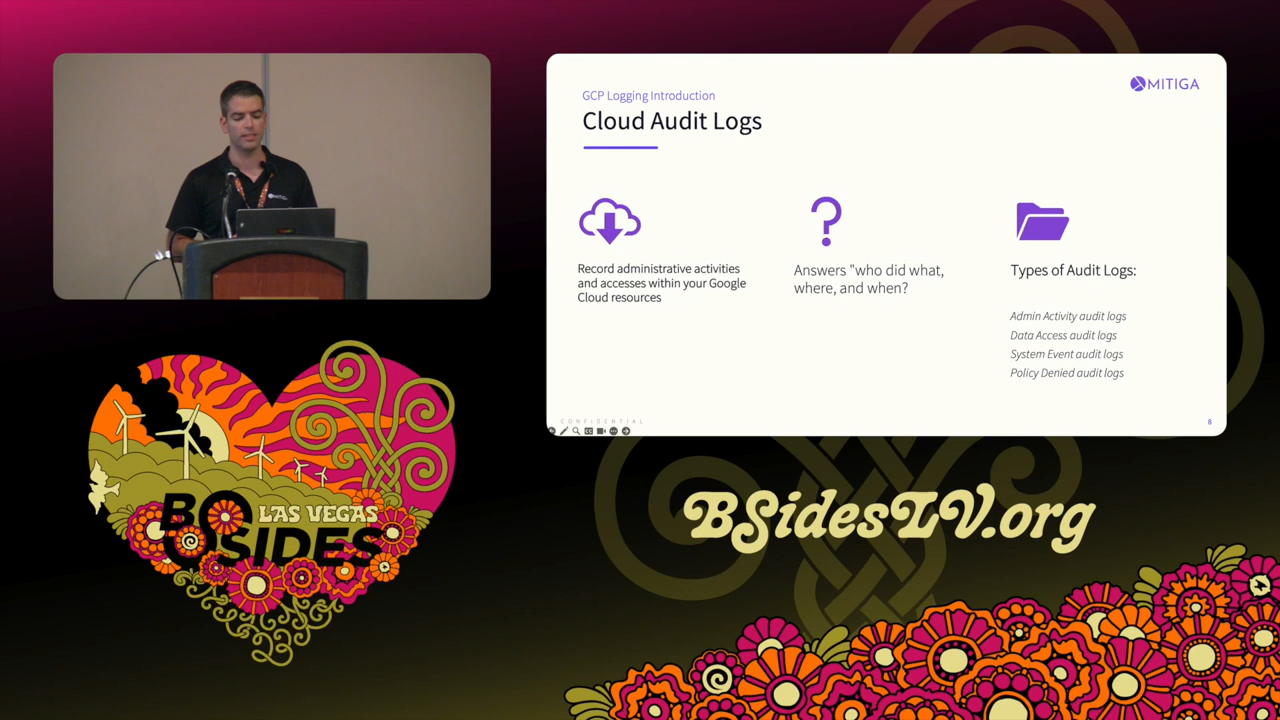 GCP Logging Introduction
Cloud Audit Logs
MITIGA
Record administrative activities
and accesses within your Google
Cloud resources
Answers "who did what,
where, and when?
Types of Audit Logs:
Admin Activity audit logs
Data Access audit logs
System Event audit logs
Policy Denied audit logs
CONFIDENTIAL
8
BSIDES
LAS VEGAS
BSidesLV.org